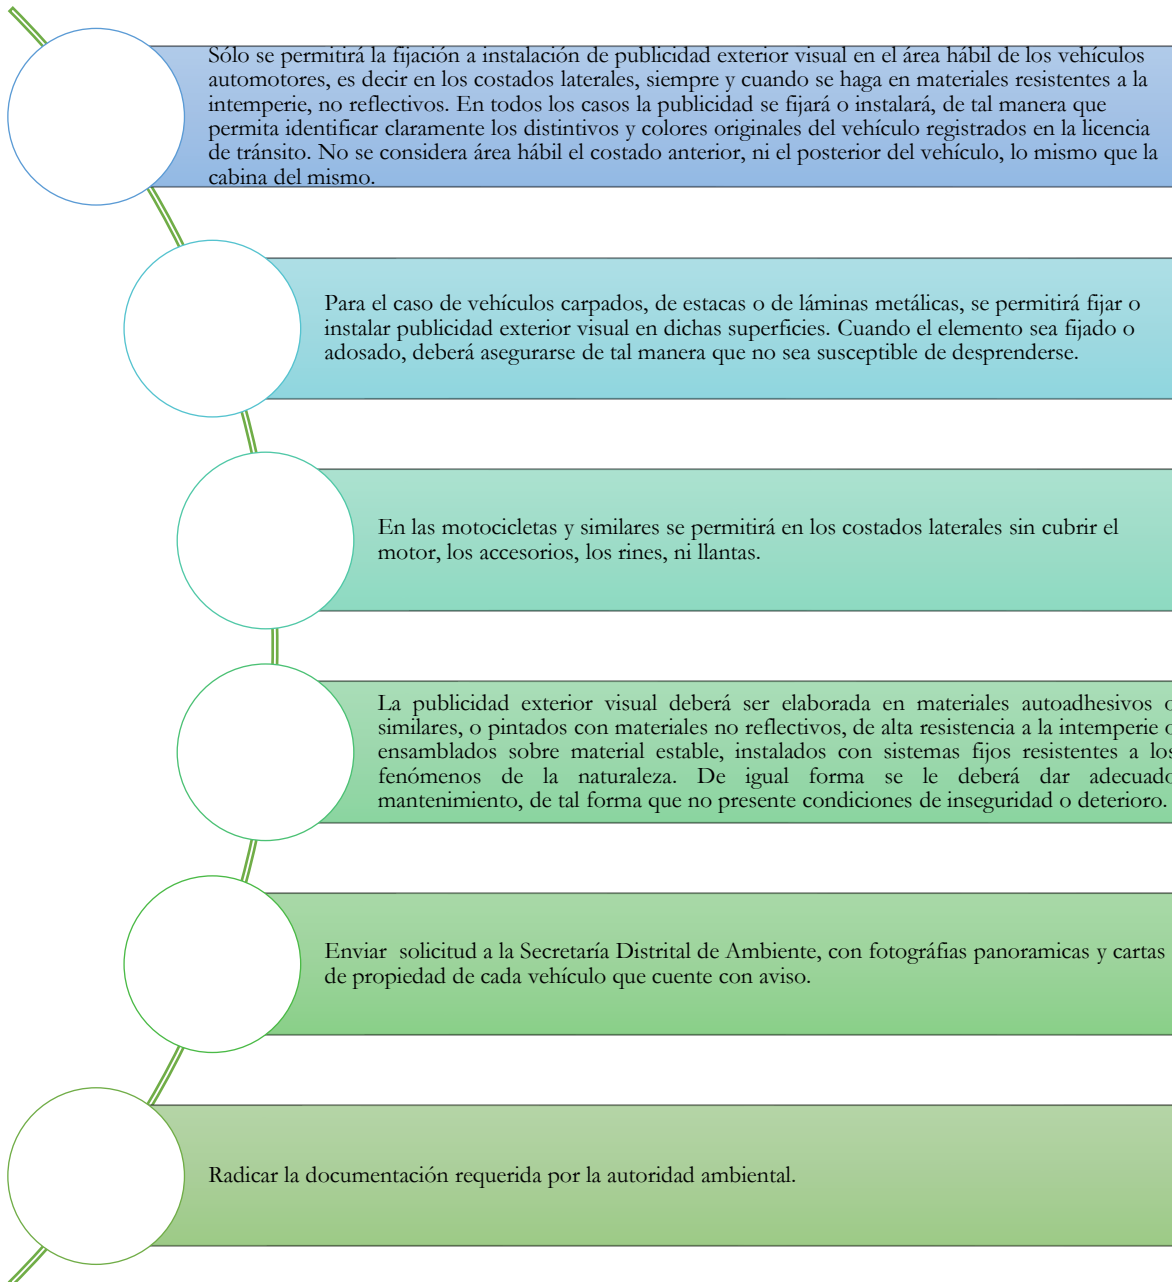 Sólo se permitirá la fijación a instalación de publicidad exterior visual en el área hábil de los vehículos
automotores, es decir en los costados laterales, siempre y cuando se haga en materiales resistentes a la
intemperie, no reflectivos. En todos los casos la publicidad se fijará o instalará, de tal manera que
permita identificar claramente los distintivos y colores originales del vehículo registrados en la licencia
de tránsito. No se considera área hábil el costado anterior, ni el posterior del vehículo, lo mismo que la
cabina del mismo.
Para el caso de vehículos carpados, de estacas o de láminas metálicas, se permitirá fijar o
instalar publicidad exterior visual en dichas superficies. Cuando el elemento sea fijado o
adosado, deberá asegurarse de tal manera que no sea susceptible de desprenderse.
En las motocicletas y similares se permitirá en los costados laterales sin cubrir el
motor, los accesorios, los rines, ni llantas.
La publicidad exterior visual deberá ser elaborada en materiales autoadhesivos o
similares, o pintados con materiales no reflectivos, de alta resistencia a la intemperie o
ensamblados sobre material estable, instalados con sistemas fijos resistentes a los
fenómenos de la naturaleza. De igual forma se le deberá dar adecuado
mantenimiento, de tal forma que no presente condiciones de inseguridad o deterioro.
Enviar solicitud a la Secretaría Distrital de Ambiente, con fotográfias panoramicas y cartas
de propiedad de cada vehículo que cuente con aviso.
Radicar la documentación requerida por la autoridad ambiental.